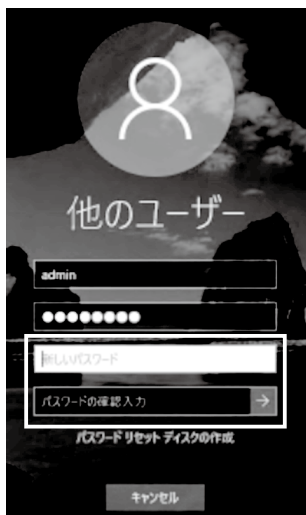 他のユーザー
admin
●●●●●●●●
新しいパスワード
パスワードの確認入力
パスワード リセット ディスクの作成
キャンセル